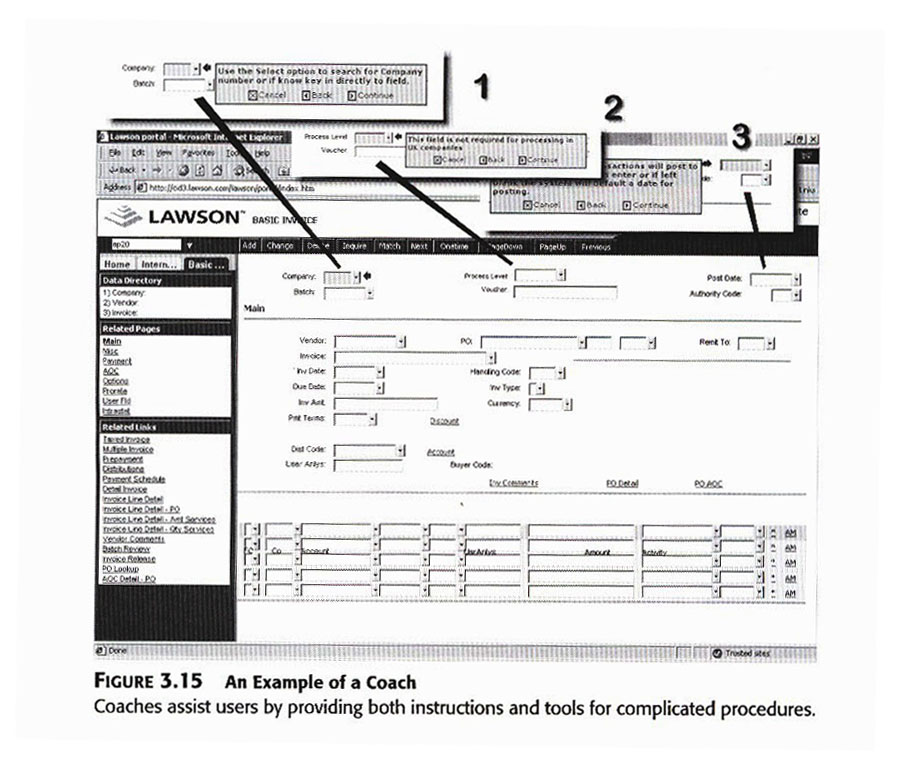 1
Company:
Use the Select option to search for Company
number or if know key in directly to field.
Batch:
Cancel Back Continue
2
Process Level
This field is not required for processing in
UK companies
Voucher
Cancel Back Continue
3
sactions will post to
enter or if left
system will default a date for
posting.
Cancel Back Continue
Lawson portal - Microsoft Internet Explorer
File Edit View Favorites Tools Help
Back
Address http://lod3.lawson.com/lawson/portal/index.htm
LAWSON™ BASIC INVOICE
ap20
Add Change Delete Inquire Match Next Onetime PageDown PageUp Previous
Home Intern... Basic ...
Data Directory
1) Company:
2) Vendor:
3) Invoice:
Related Pages
Main
Misc
Payment
AOC
Options
Prorate
User Fld
Intrastat
Related Links
Taxed Invoice
Multiple Invoice
Prepayment
Distributions
Payment Schedule
Detail Invoice
Invoice Line Detail
Invoice Line Detail - PO
Invoice Line Detail - Amt Services
Invoice Line Detail - Qty Services
Vendor Comments
Batch Review
Invoice Release
PO Lookup
AOC Detail - PO
Company: Process Level Post Date:
Batch: Voucher Authority Code:
Main
Vendor: PO: Remit To:
Invoice:
Inv Date: Handling Code:
Due Date: Inv Type:
Inv Amt: Currency:
Pmt Terms: Discount
Dist Code: Account
User Anlys: Buyer Code:
Inv Comments PO Detail PO AOC
AM
FC Co Account UserAnlys Amount Activity AM
AM
AM
AM
Done Trusted sites
FIGURE 3.15 An Example of a Coach
Coaches assist users by providing both instructions and tools for complicated procedures.